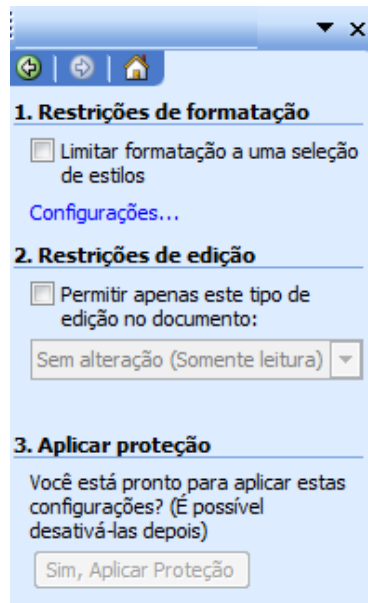 1. Restrições de formatação
Limitar formatação a uma seleção
de estilos
Configurações...
2. Restrições de edição
Permitir apenas este tipo de
edição no documento:
Sem alteração (Somente leitura)
3. Aplicar proteção
Você está pronto para aplicar estas
configurações? (É possível
desativá-las depois)
Sim, Aplicar Proteção